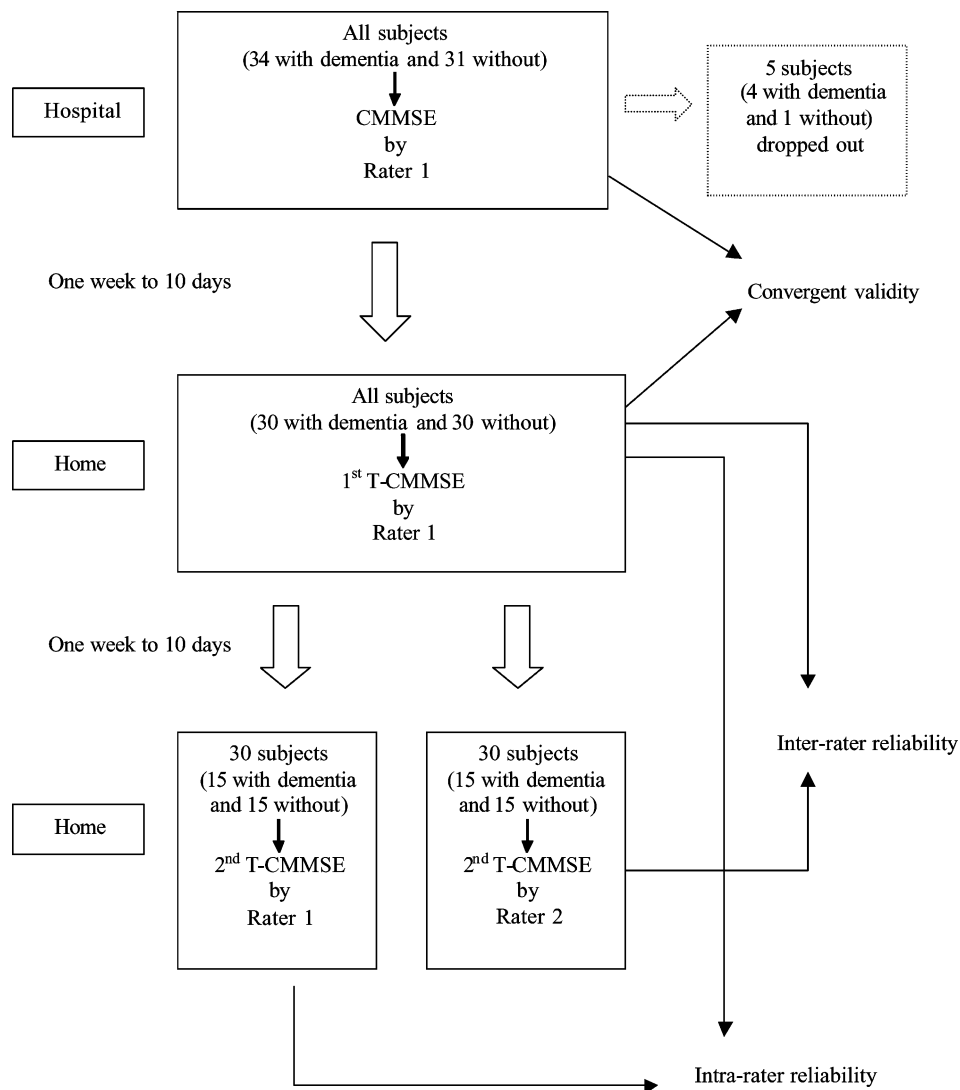 All subjects
(34 with dementia and 31 without)
CMMSE
by
Rater 1
5 subjects
(4 with dementia
and 1 without)
dropped out
Hospital
One week to 10 days
Convergent validity
All subjects
(30 with dementia and 30 without)
1st T-CMMSE
by
Rater 1
Home
One week to 10 days
30 subjects
(15 with dementia
and 15 without)
2nd T-CMMSE
by
Rater 1
30 subjects
(15 with dementia
and 15 without)
2nd T-CMMSE
by
Rater 2
Inter-rater reliability
Home
Intra-rater reliability